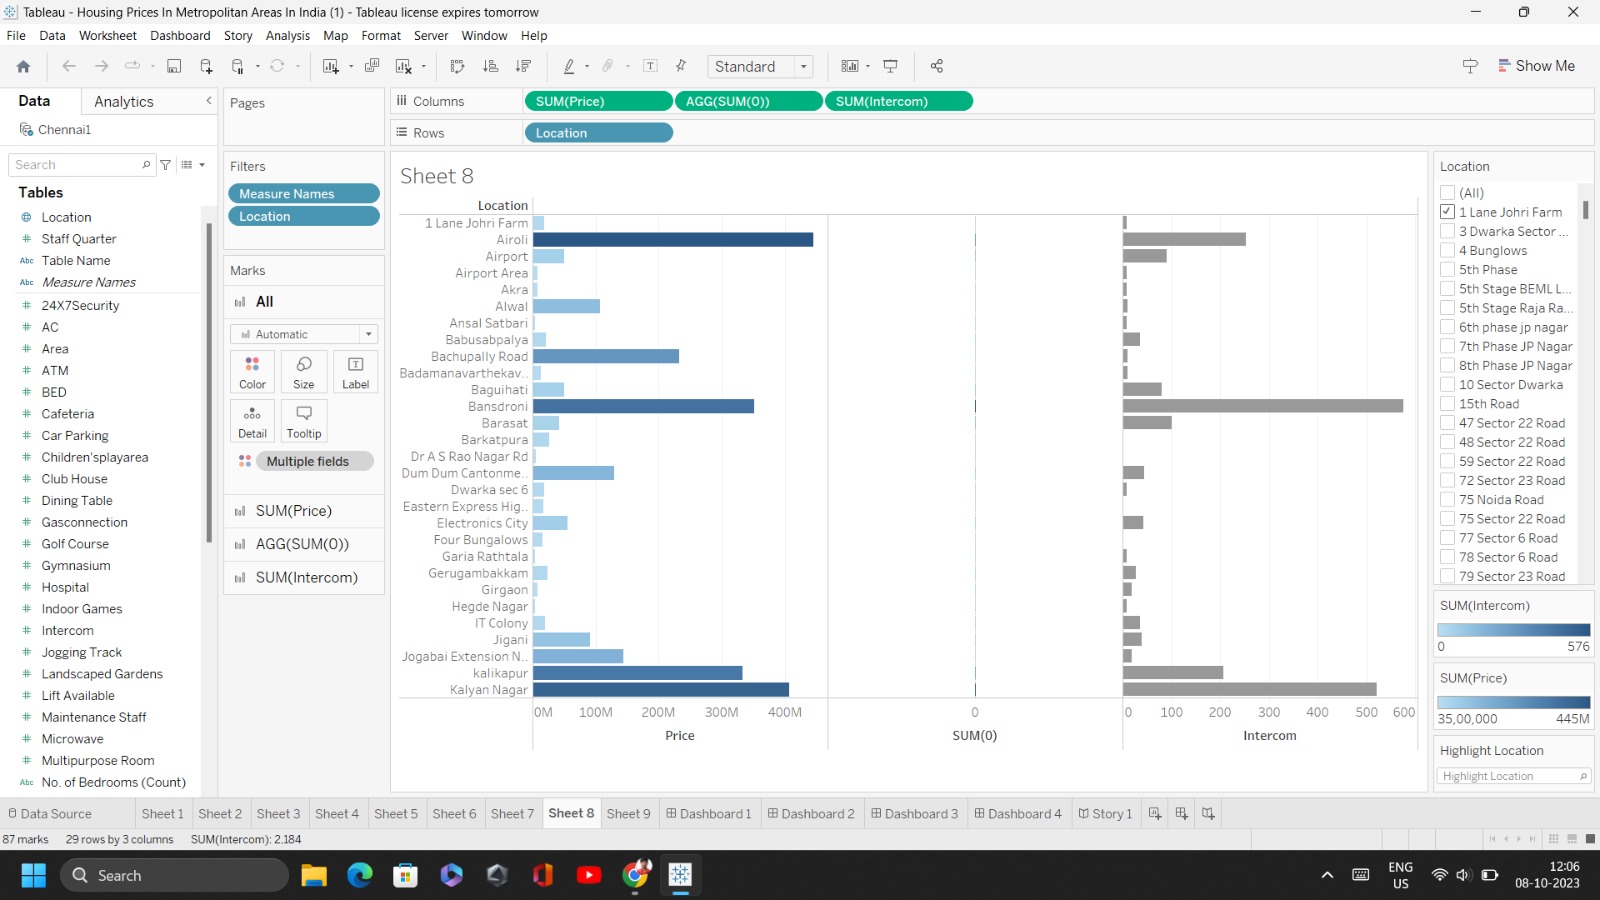 Tableau - Housing Prices In Metropolitan Areas In India (1) - Tableau license expires tomorrow
File Data Worksheet Dashboard Story Analysis Map Format Server Window Help
Standard
Show Me
Data Analytics
Chennai1
Search
Tables
Location
Staff Quarter
Abc Table Name
Abc Measure Names
24X7Security
AC
Area
ATM
BED
Cafeteria
Car Parking
Children'splayarea
Club House
Dining Table
Gasconnection
Golf Course
Gymnasium
Hospital
Indoor Games
Intercom
Jogging Track
Landscaped Gardens
Lift Available
Maintenance Staff
Microwave
Multipurpose Room
Abc No. of Bedrooms (Count)
Pages
Filters
Measure Names
Location
Marks
All
Automatic
Color Size Label
Detail Tooltip
Multiple fields
SUM(Price)
AGG(SUM(0))
SUM(Intercom)
Columns SUM(Price) AGG(SUM(0)) SUM(Intercom)
Rows Location
Sheet 8
Location
1 Lane Johri Farm
Airoli
Airport
Airport Area
Akra
Alwal
Ansal Satbari
Babusabpalya
Bachupally Road
Badamanavarthekav..
Baguihati
Bansdroni
Barasat
Barkatpura
Dr A S Rao Nagar Rd
Dum Dum Cantonme..
Dwarka sec 6
Eastern Express Hig..
Electronics City
Four Bungalows
Garia Rathtala
Gerugambakkam
Girgaon
Hegde Nagar
IT Colony
Jigani
Jogabai Extension N..
kalikapur
Kalyan Nagar
0M 100M 200M 300M 400M 0 0 100 200 300 400 500 600
Price SUM(0) Intercom
Location
(All)
1 Lane Johri Farm
3 Dwarka Sector ...
4 Bunglows
5th Phase
5th Stage BEML L...
5th Stage Raja Ra...
6th phase jp nagar
7th Phase JP Nagar
8th Phase JP Nagar
10 Sector Dwarka
15th Road
47 Sector 22 Road
48 Sector 22 Road
59 Sector 22 Road
72 Sector 23 Road
75 Noida Road
75 Sector 22 Road
77 Sector 6 Road
78 Sector 6 Road
79 Sector 23 Road
SUM(Intercom)
0 576
SUM(Price)
35,00,000 445M
Highlight Location
Highlight Location
Data Source Sheet 1 Sheet 2 Sheet 3 Sheet 4 Sheet 5 Sheet 6 Sheet 7 Sheet 8 Sheet 9 Dashboard 1 Dashboard 2 Dashboard 3 Dashboard 4 Story 1
87 marks 29 rows by 3 columns SUM(Intercom): 2,184
Search
ENG
US
12:06
08-10-2023